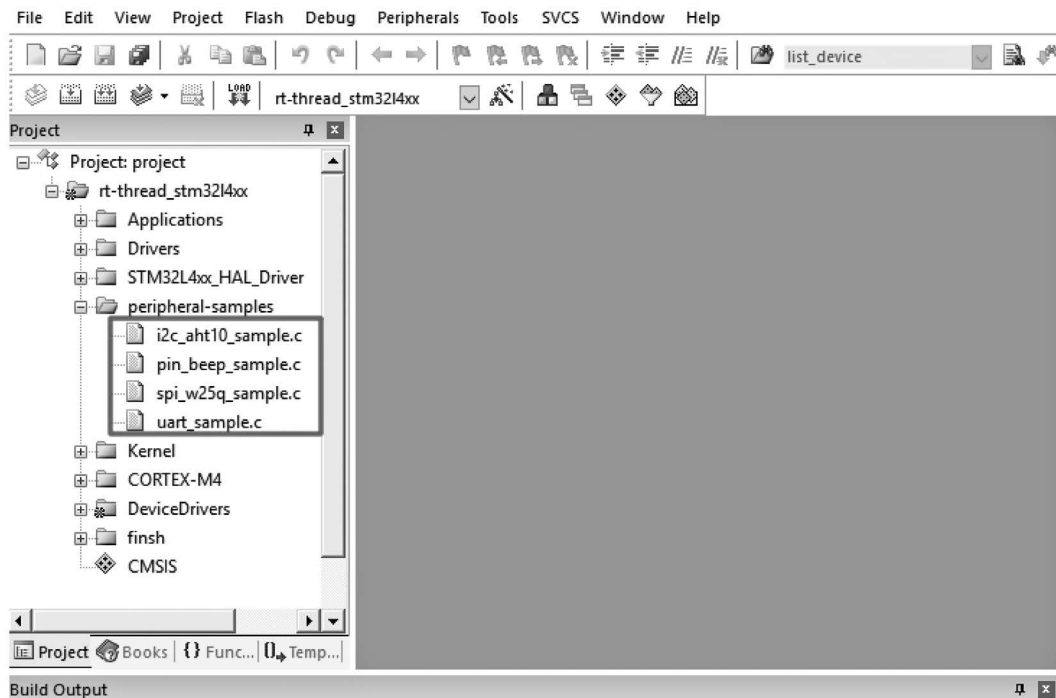 File Edit View Project Flash Debug Peripherals Tools SVCS Window Help
list_device
LOAD
rt-thread_stm32l4xx
Project
Project: project
rt-thread_stm32l4xx
Applications
Drivers
STM32L4xx_HAL_Driver
peripheral-samples
i2c_aht10_sample.c
pin_beep_sample.c
spi_w25q_sample.c
uart_sample.c
Kernel
CORTEX-M4
DeviceDrivers
finsh
CMSIS
Project Books {} Func... 0 Temp...
Build Output